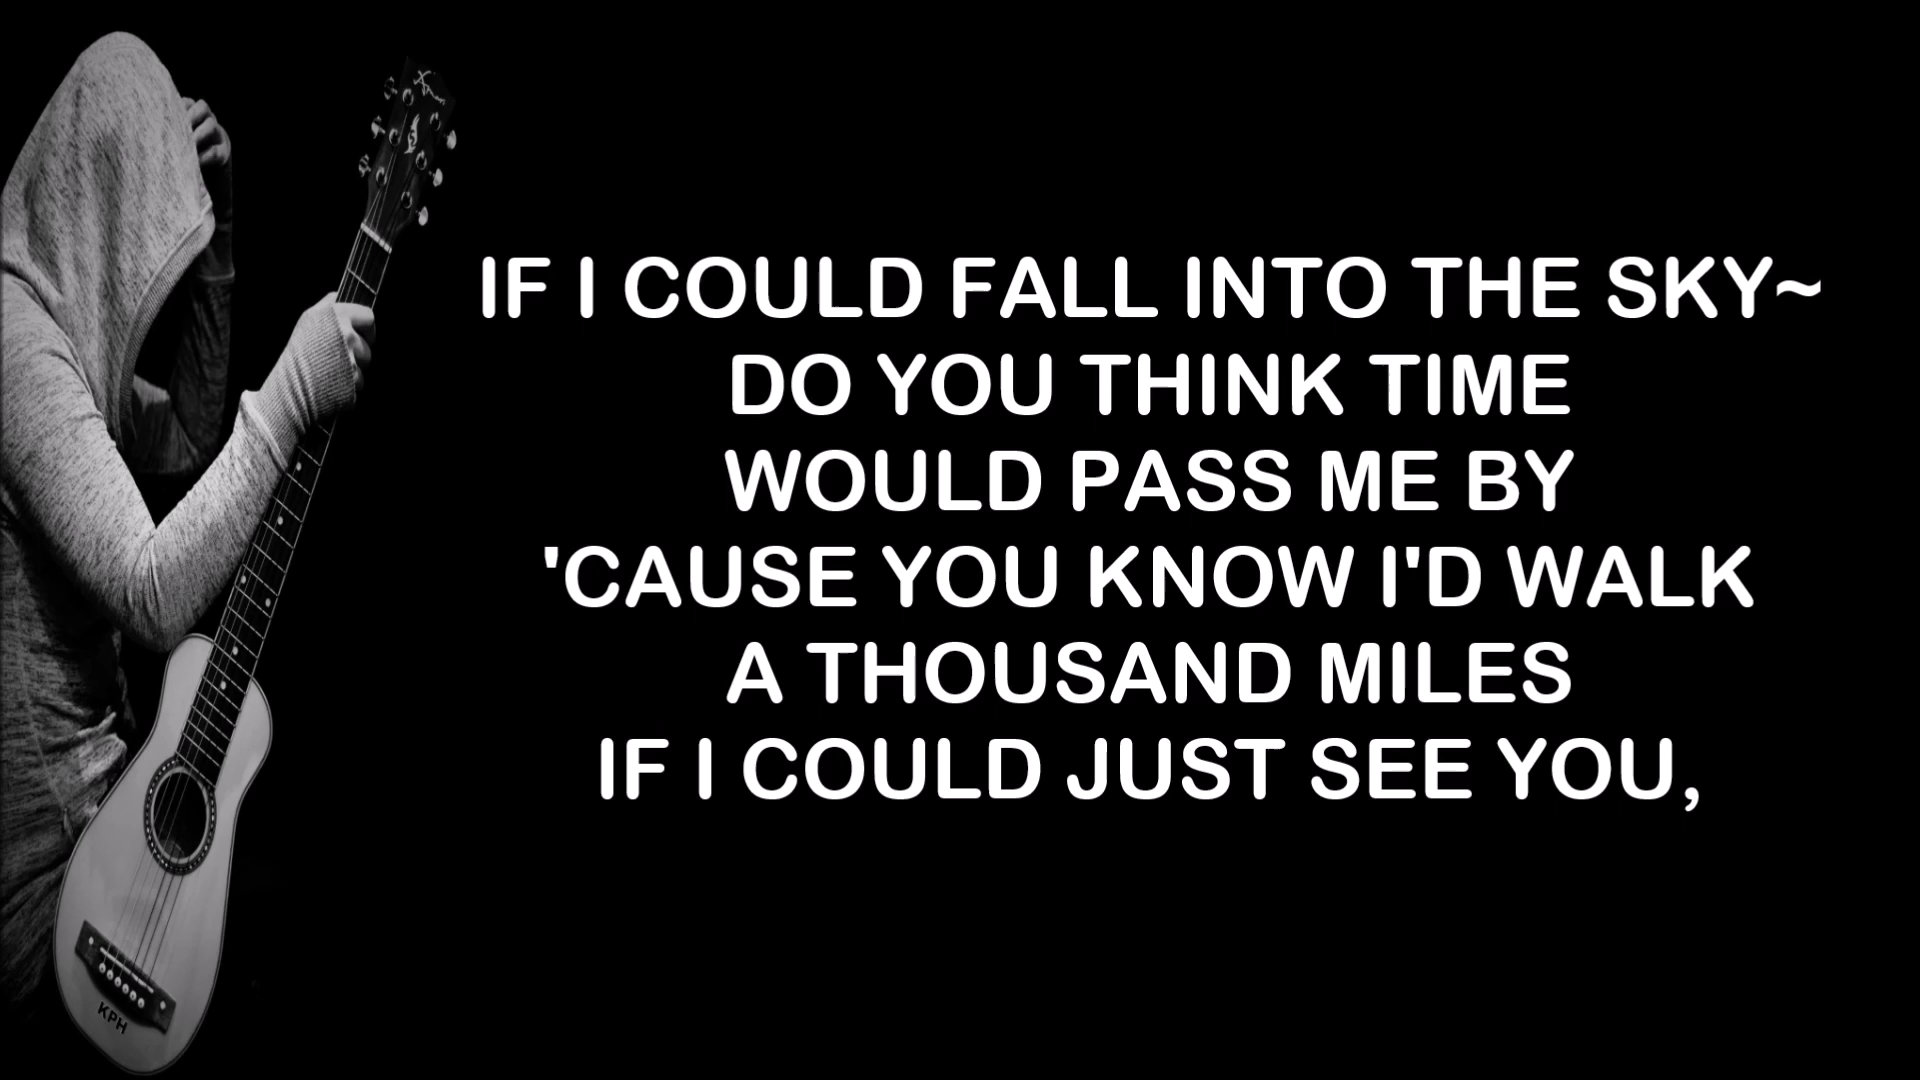 IF I COULD FALL INTO THE SKY~
DO YOU THINK TIME
WOULD PASS ME BY
'CAUSE YOU KNOW I'D WALK
A THOUSAND MILES
IF I COULD JUST SEE YOU,
KPH